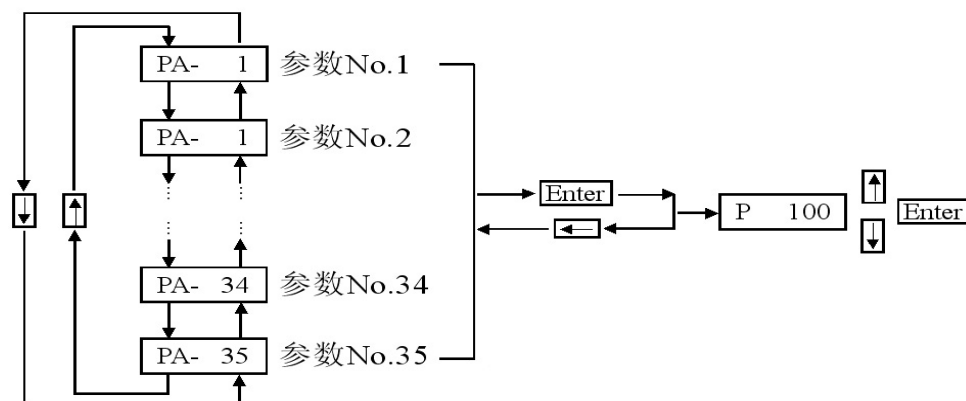 PA- 1 参数No.1
PA- 1 参数No.2
Enter
P 100
Enter
PA- 34 参数No.34
PA- 35 参数No.35